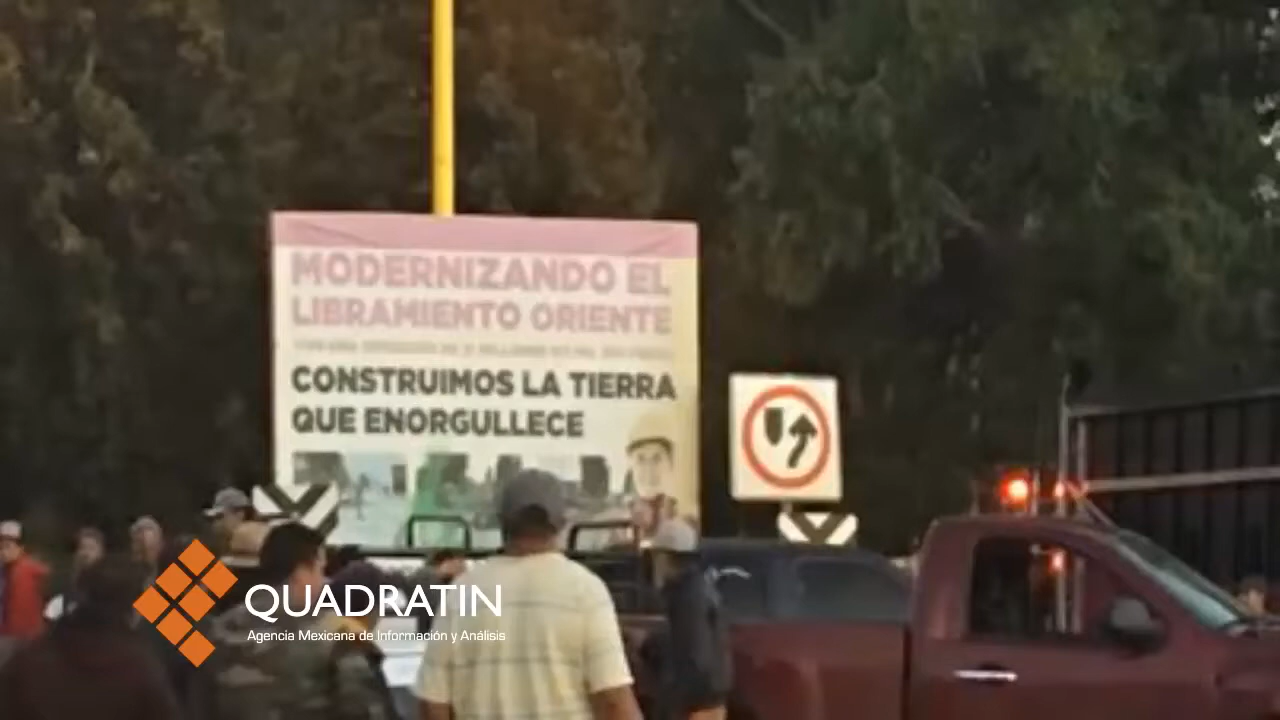 MODERNIZANDO EL
LIBRAMIENTO ORIENTE
CONSTRUIMOS LA TIERRA
QUE ENORGULLECE
QUADRATIN
Agencia Mexicana de Información y Análisis